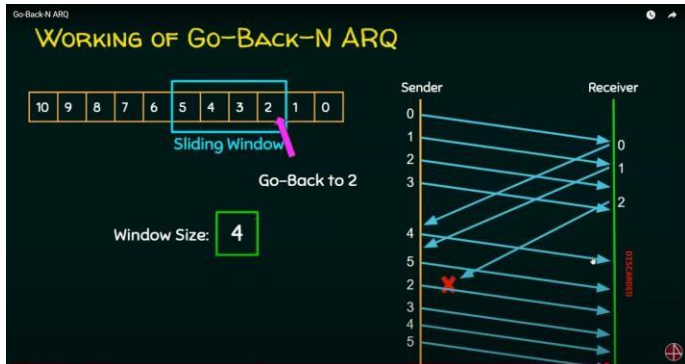 Go-Back-N ARQ
WORKING OF GO-BACK-N ARQ
10 9 8 7 6 5 4 3 2 1 0
Sliding Window
Go-Back to 2
Window Size: 4
Sender Receiver
0
1
2
3
4
5
2
3
4
5
0
1
2
DISCARDED